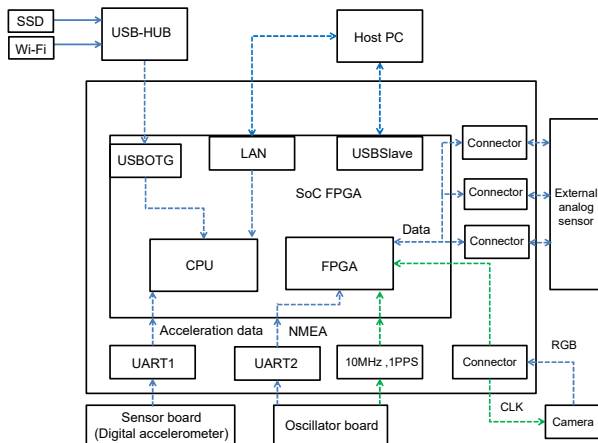 SSD
Wi-Fi
USB-HUB
Host PC
USBOTG
LAN
USBSlave
SoC FPGA
Connector
Connector
Connector
External
analog
sensor
Data
CPU
FPGA
Acceleration data
NMEA
UART1
UART2
10MHz ,1PPS
Connector
RGB
CLK
Sensor board
(Digital accelerometer)
Oscillator board
Camera